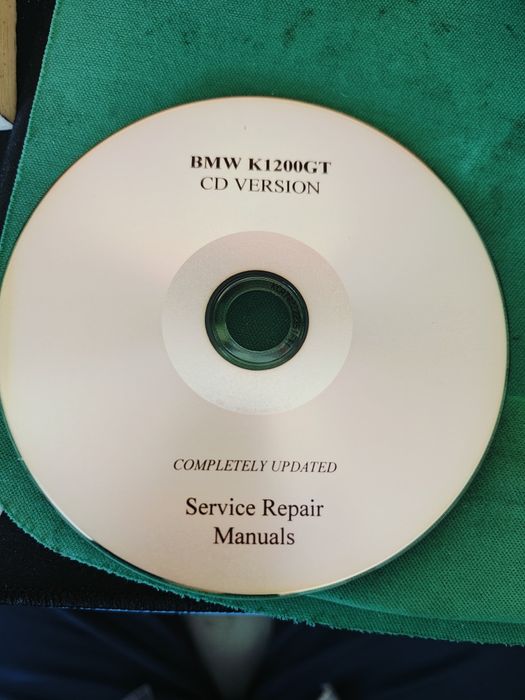 BMW K1200GT
CD VERSION
COMPLETELY UPDATED
Service Repair
Manuals